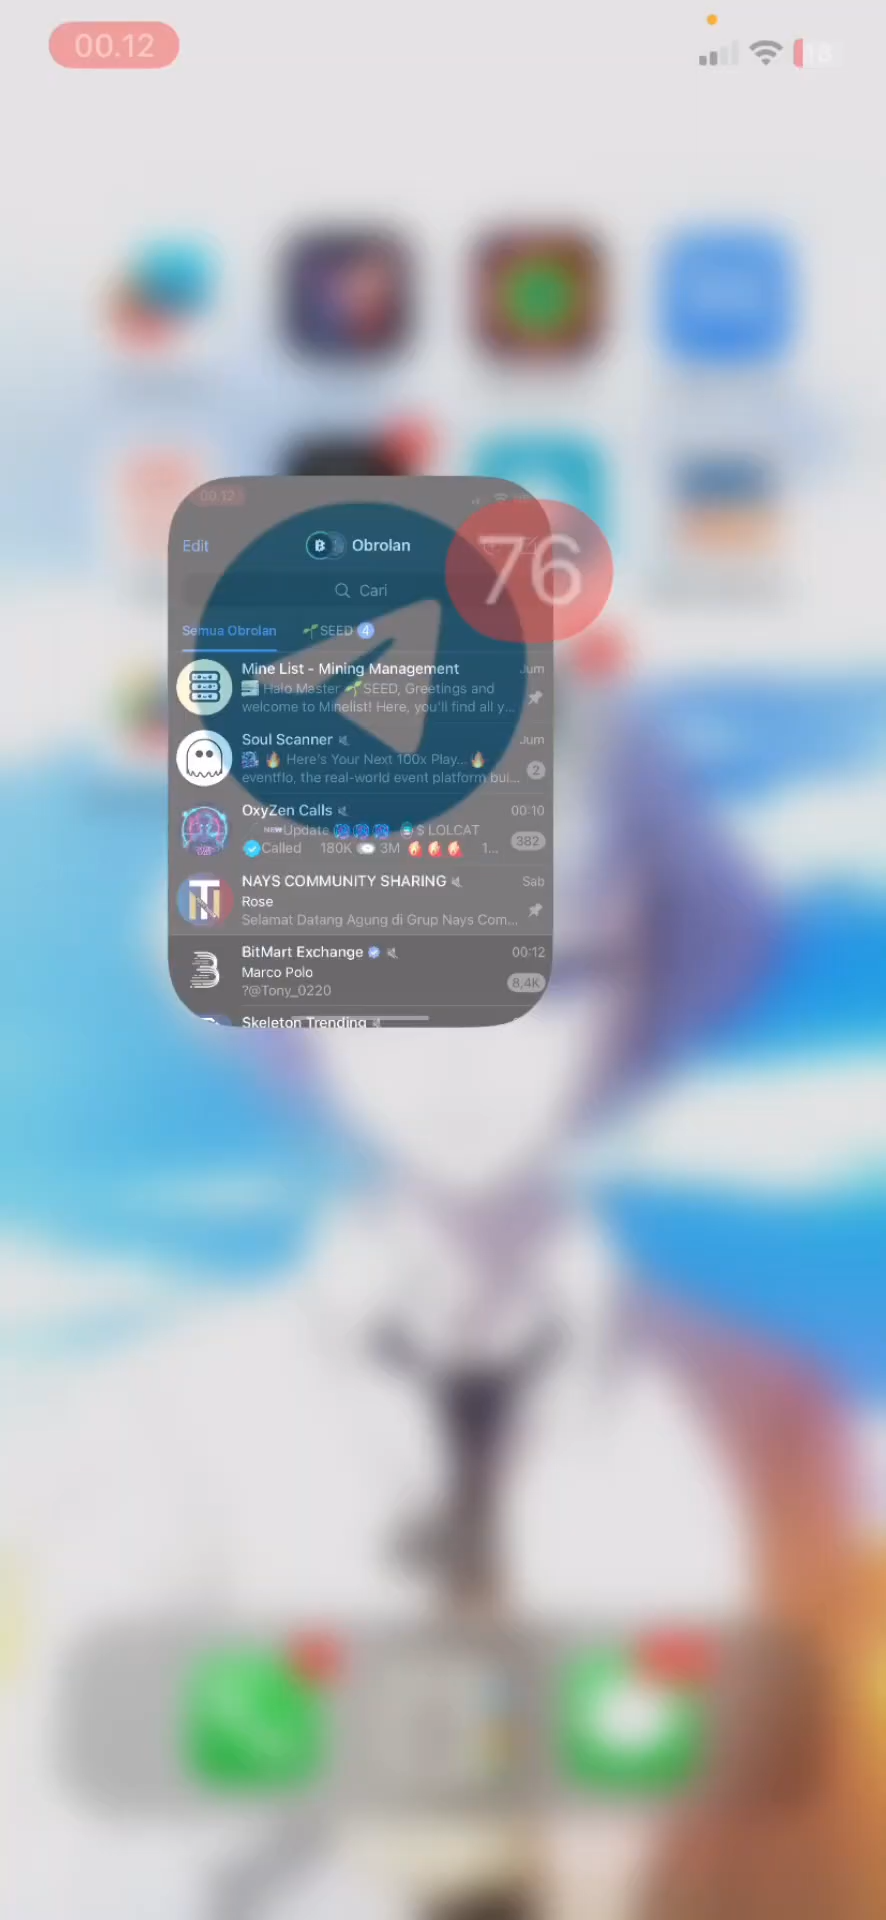 00.12
00.12
76
Edit
Obrolan
Cari
Semua Obrolan
🌱SEED 4
Mine List - Mining Management
Jum
Halo Master 🌱SEED, Greetings and
welcome to Minelist! Here, you'll find all y...
Soul Scanner
Jum
🔥 Here's Your Next 100x Play... 🔥
eventflo, the real-world event platform bui...
2
OxyZen Calls
00:10
Update $ LOLCAT
Called 180K 3M 🔥🔥🔥 1...
382
NAYS COMMUNITY SHARING
Sab
Rose
Selamat Datang Agung di Grup Nays Com...
BitMart Exchange
00:12
Marco Polo
?@Tony_0220
8,4K
Skeleton Trending